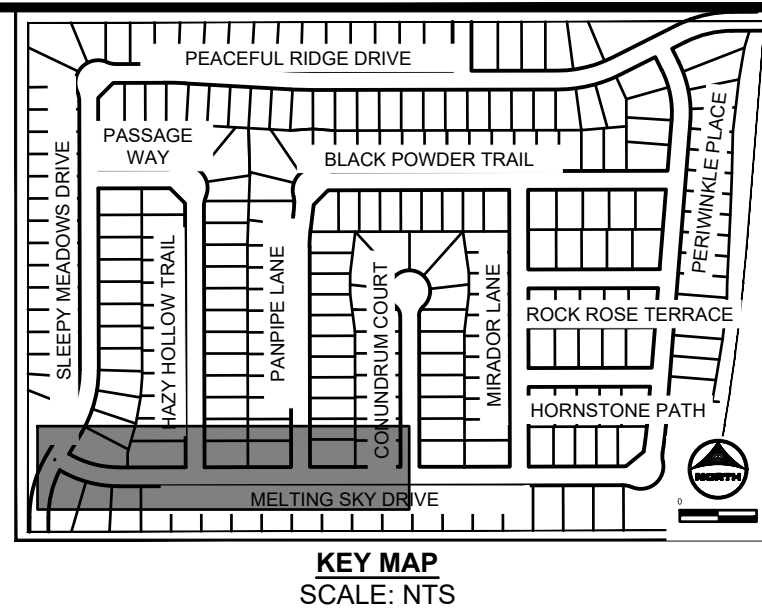 PEACEFUL RIDGE DRIVE
PASSAGE
WAY
BLACK POWDER TRAIL
SLEEPY MEADOWS DRIVE
HAZY HOLLOW TRAIL
PANPIPE LANE
CONUNDRUM COURT
MIRADOR LANE
PERIWINKLE PLACE
ROCK ROSE TERRACE
HORNSTONE PATH
MELTING SKY DRIVE
NORTH
0
KEY MAP
SCALE: NTS